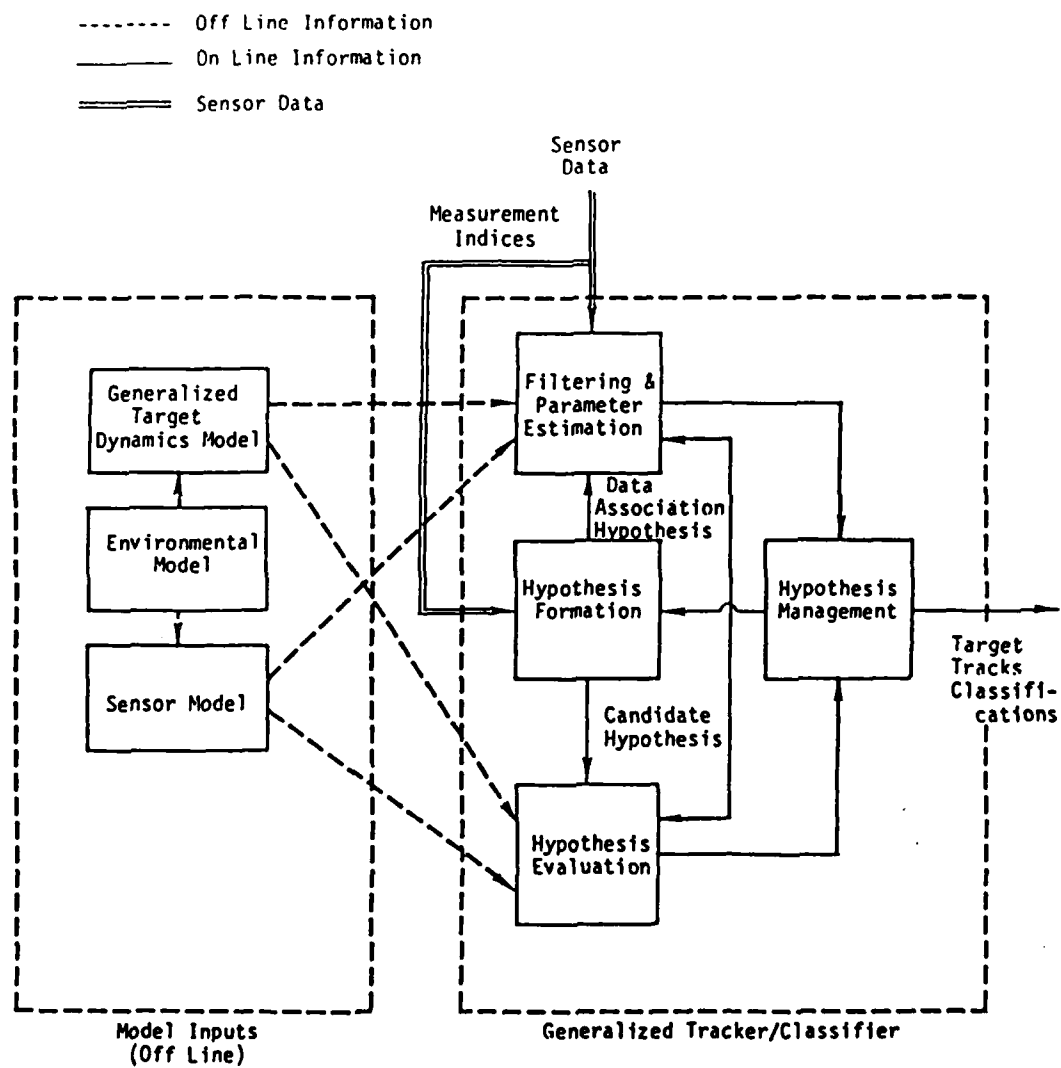 Off Line Information
On Line Information
Sensor Data
Sensor
Data
Measurement
Indices
Generalized
Target
Dynamics Model
Environmental
Model
Sensor Model
Filtering &
Parameter
Estimation
Data
Association
Hypothesis
Hypothesis
Formation
Hypothesis
Management
Target
Tracks
Classifi-
cations
Candidate
Hypothesis
Hypothesis
Evaluation
Model Inputs
(Off Line)
Generalized Tracker/Classifier